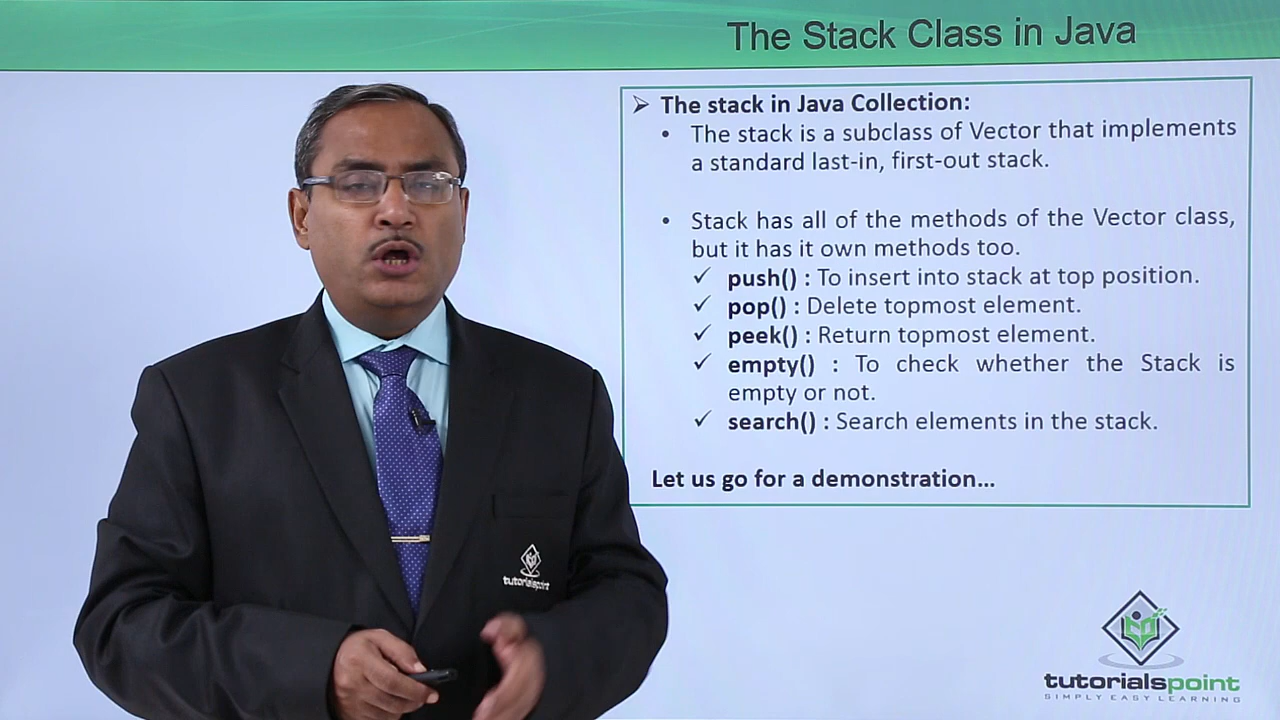 The Stack Class in Java
➢ The stack in Java Collection:
• The stack is a subclass of Vector that implements
a standard last-in, first-out stack.
• Stack has all of the methods of the Vector class,
but it has it own methods too.
✓ push() : To insert into stack at top position.
✓ pop() : Delete topmost element.
✓ peek() : Return topmost element.
✓ empty() : To check whether the Stack is
empty or not.
✓ search() : Search elements in the stack.
Let us go for a demonstration...
tutorialspoint
tutorialspoint
SIMPLY EASY LEARNING